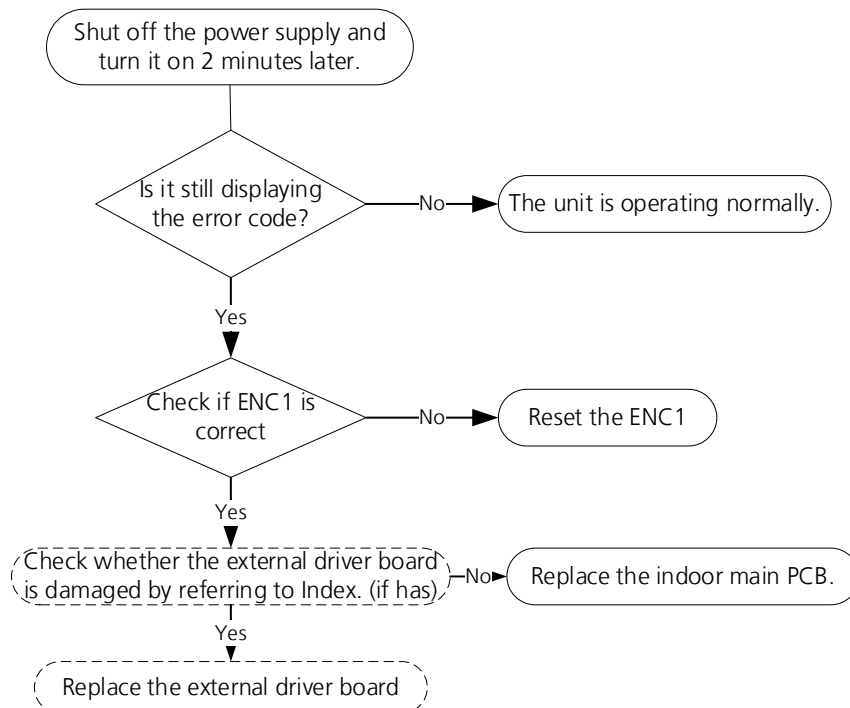 Shut off the power supply and
turn it on 2 minutes later.
Is it still displaying
the error code?
No
The unit is operating normally.
Yes
Check if ENC1 is
correct
No
Reset the ENC1
Yes
Check whether the external driver board
is damaged by referring to Index. (if has)
No
Replace the indoor main PCB.
Yes
Replace the external driver board